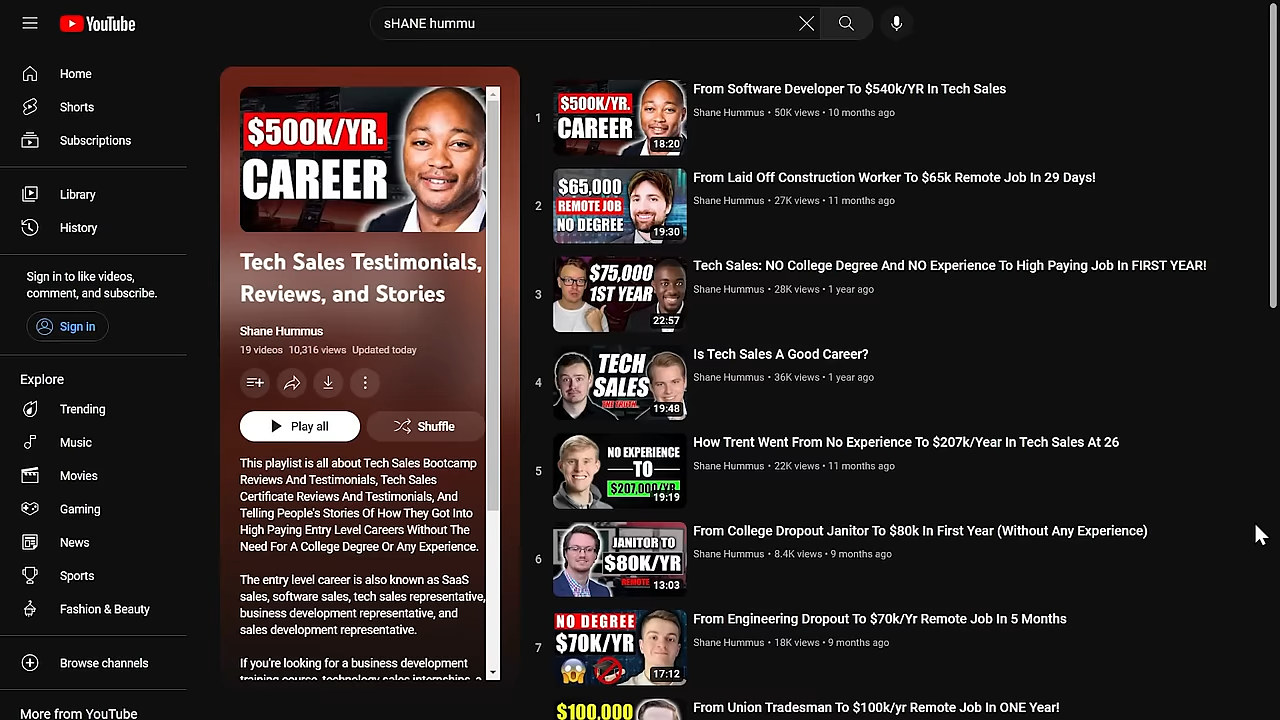 YouTube
sHANE hummu
Home
Shorts
Subscriptions
Library
History
Sign in to like videos,
comment, and subscribe.
Sign in
Explore
Trending
Music
Movies
Gaming
News
Sports
Fashion & Beauty
Browse channels
More from YouTube
$500K/YR.
CAREER
Tech Sales Testimonials,
Reviews, and Stories
Shane Hummus
19 videos 10,316 views Updated today
Play all
Shuffle
This playlist is all about Tech Sales Bootcamp
Reviews And Testimonials, Tech Sales
Certificate Reviews And Testimonials, And
Telling People's Stories Of How They Got Into
High Paying Entry Level Careers Without The
Need For A College Degree Or Any Experience.
The entry level career is also known as SaaS
sales, software sales, tech sales representative,
business development representative, and
sales development representative.
If you're looking for a business development
training course, technology sales internships, a
1
$500K/YR.
CAREER
18:20
From Software Developer To $540k/YR In Tech Sales
Shane Hummus • 50K views • 10 months ago
2
$65,000
REMOTE JOB
NO DEGREE
19:30
From Laid Off Construction Worker To $65k Remote Job In 29 Days!
Shane Hummus • 27K views • 11 months ago
3
$75,000
1ST YEAR
22:57
Tech Sales: NO College Degree And NO Experience To High Paying Job In FIRST YEAR!
Shane Hummus • 28K views • 1 year ago
4
TECH
SALES
THE TRUTH...
19:48
Is Tech Sales A Good Career?
Shane Hummus • 36K views • 1 year ago
5
NO EXPERIENCE
TO
$207,000/YR
19:19
How Trent Went From No Experience To $207k/Year In Tech Sales At 26
Shane Hummus • 22K views • 11 months ago
6
JANITOR TO
$80K/YR
REMOTE
13:03
From College Dropout Janitor To $80k In First Year (Without Any Experience)
Shane Hummus • 8.4K views • 9 months ago
7
NO DEGREE
$70K/YR
17:12
From Engineering Dropout To $70k/Yr Remote Job In 5 Months
Shane Hummus • 18K views • 9 months ago
$100,000
From Union Tradesman To $100k/yr Remote Job In ONE Year!